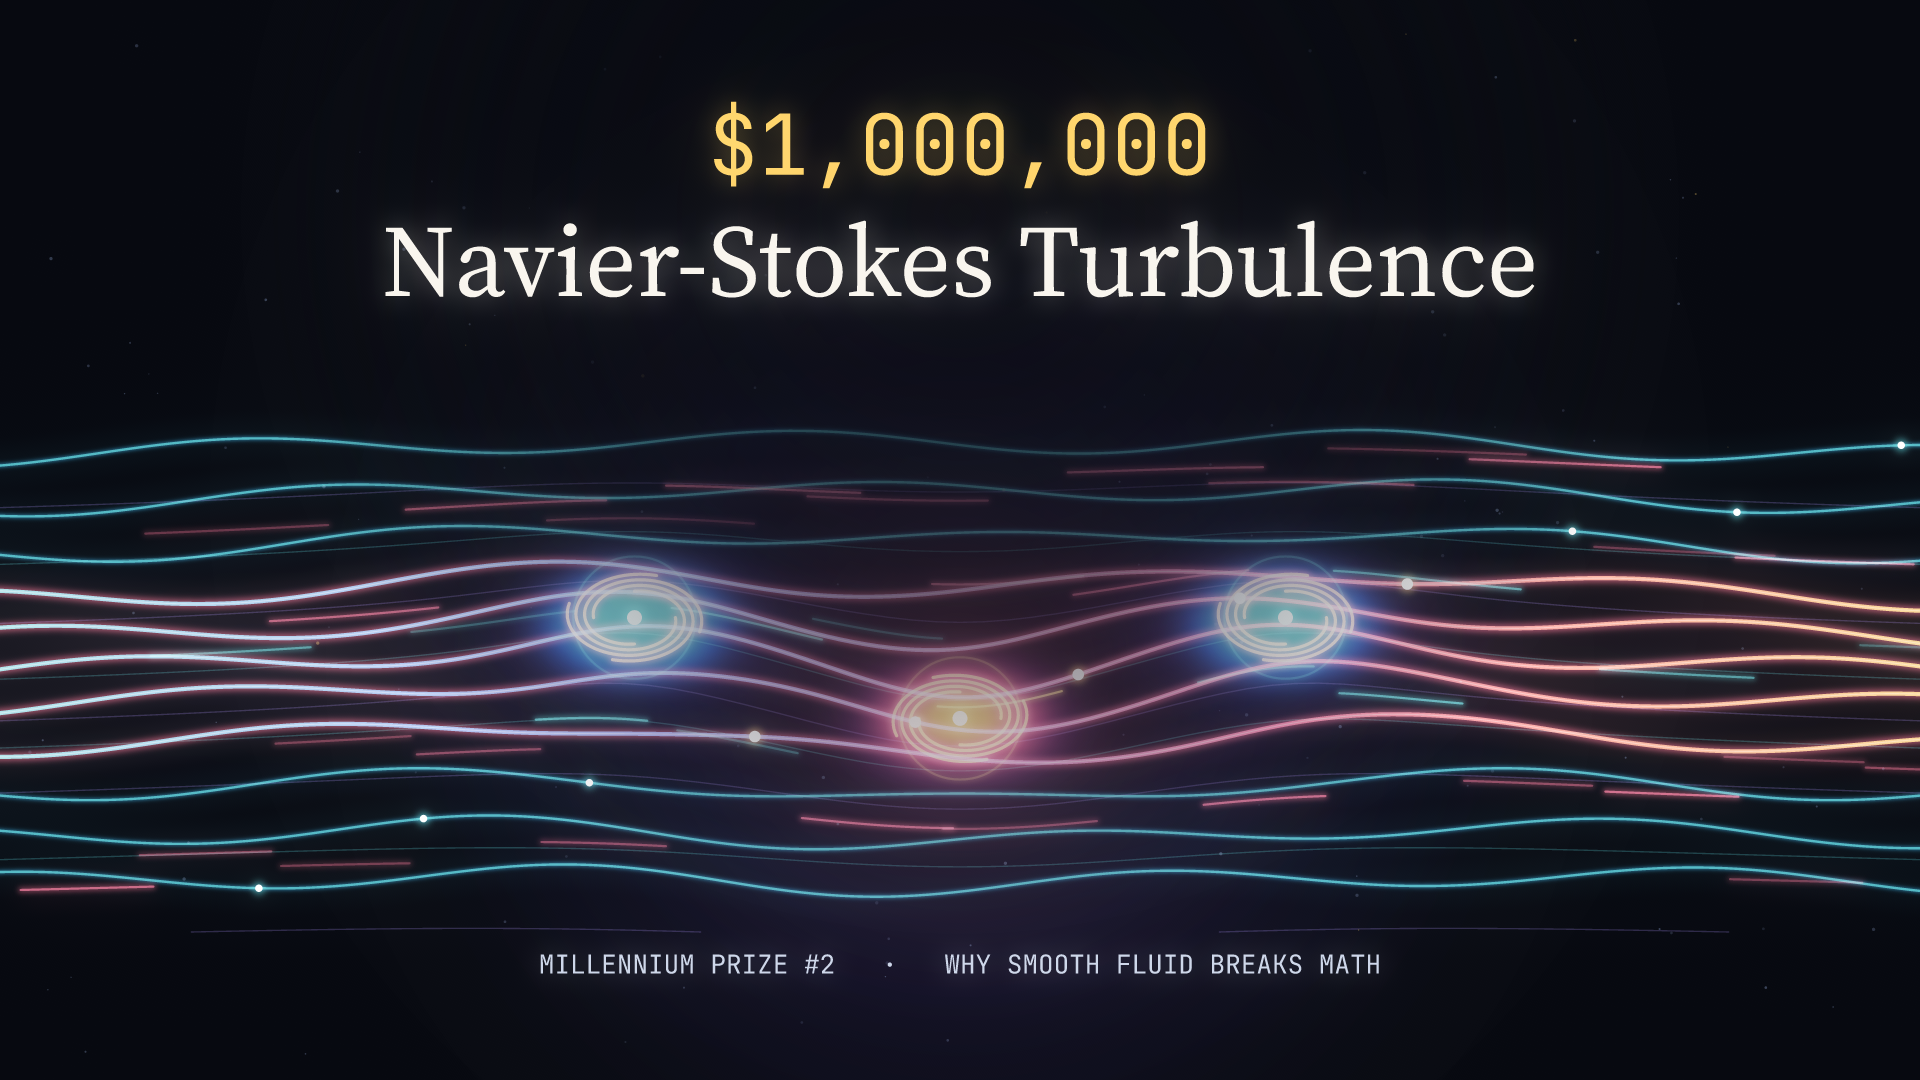 $1,000,000
Navier-Stokes Turbulence
MILLENNIUM PRIZE #2 · WHY SMOOTH FLUID BREAKS MATH